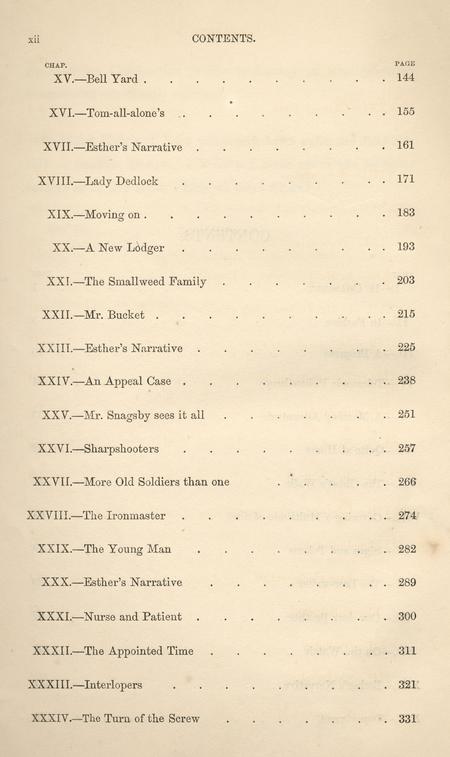 xii CONTENTS.
CHAP. PAGE
XV.—Bell Yard . . . . . . . . . . 144
XVI.—Tom-all-alone's . . . . . . . . 155
XVII.—Esther's Narrative . . . . . . . . 161
XVIII.—Lady Dedlock . . . . . . . . 171
XIX.—Moving on . . . . . . . . . . 183
XX.—A New Lodger . . . . . . . . 193
XXI.—The Smallweed Family . . . . . . . 203
XXII.—Mr. Bucket . . . . . . . . . 215
XXIII.—Esther's Narrative . . . . . . . . 225
XXIV.—An Appeal Case . . . . . . . . 238
XXV.—Mr. Snagsby sees it all . . . . . . . 251
XXVI.—Sharpshooters . . . . . . . . 257
XXVII.—More Old Soldiers than one . . . . . 266
XXVIII.—The Ironmaster . . . . . . . . 274
XXIX.—The Young Man . . . . . . . . 282
XXX.—Esther's Narrative . . . . . . . . 289
XXXI.—Nurse and Patient . . . . . . . . 300
XXXII.—The Appointed Time . . . . . . . 311
XXXIII.—Interlopers . . . . . . . . . 321
XXXIV.—The Turn of the Screw . . . . . . . 331